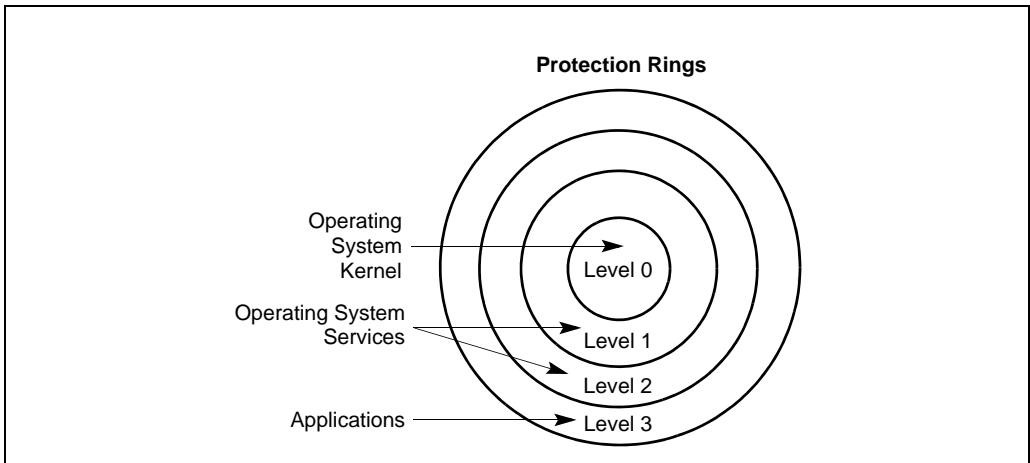 Protection Rings
Operating
System
Kernel
Level 0
Operating System
Services
Level 1
Level 2
Applications
Level 3